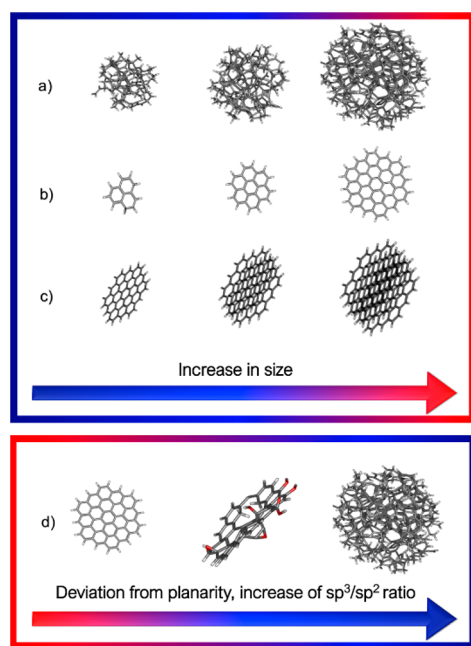 a)
b)
c)
Increase in size
d)
Deviation from planarity, increase of sp³/sp² ratio